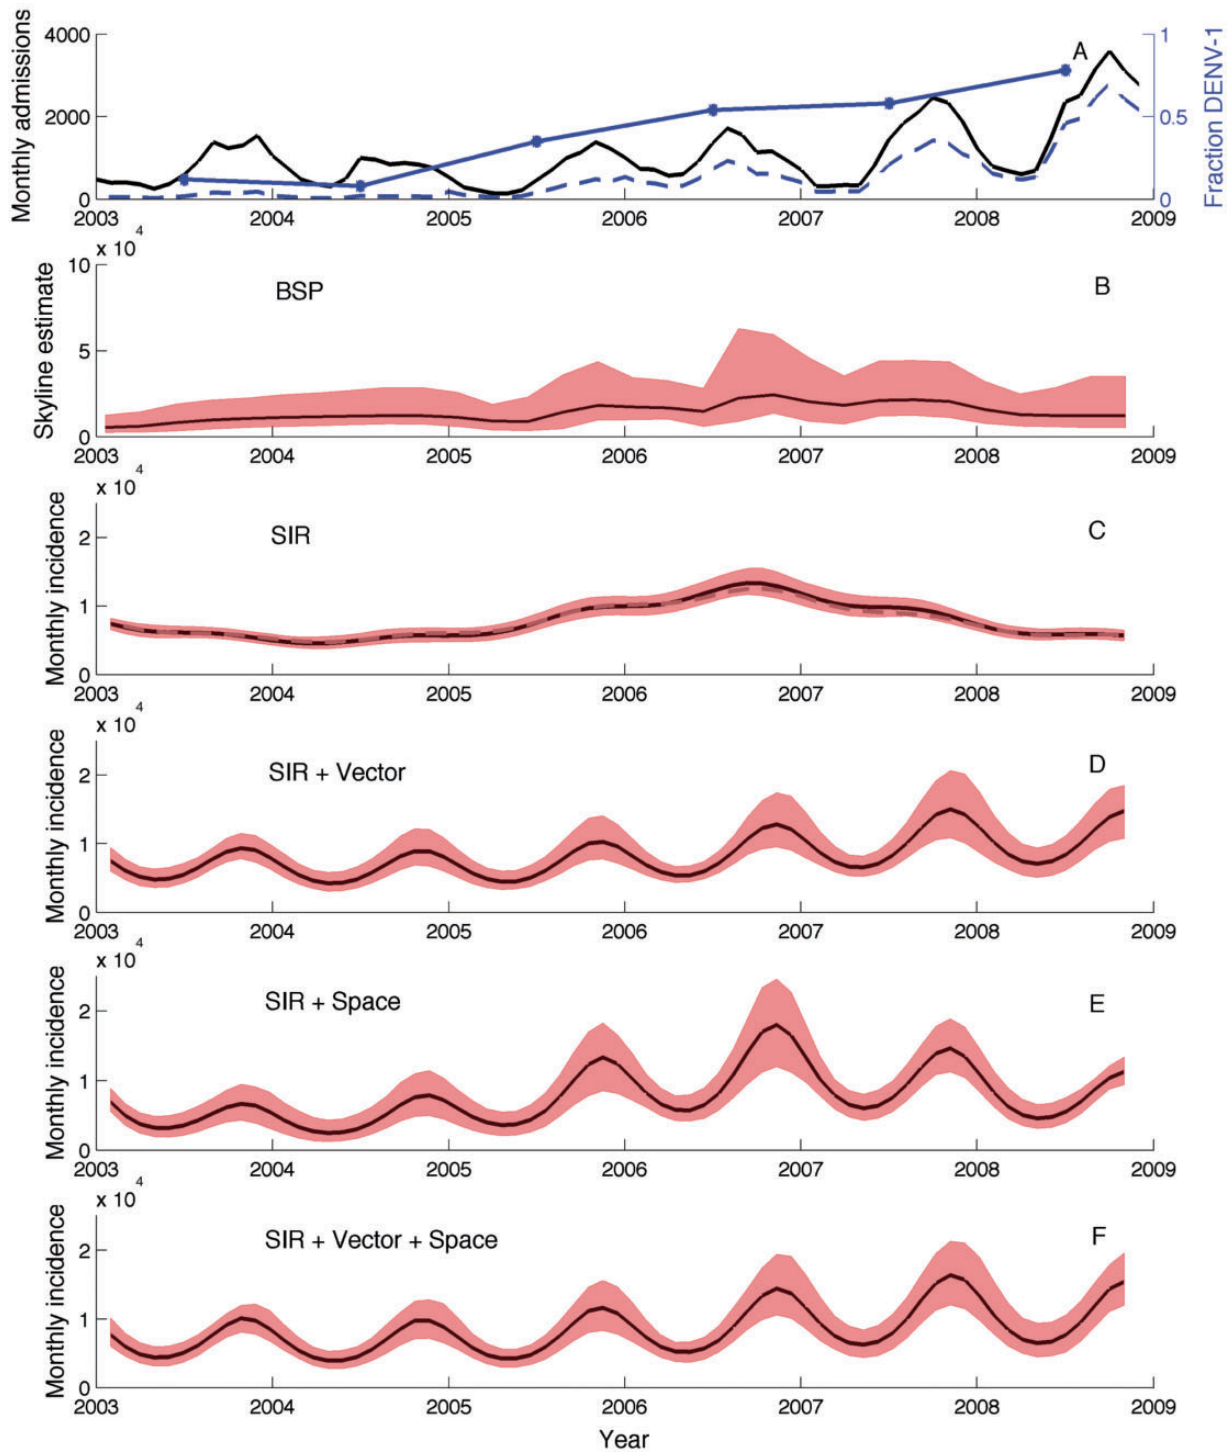 Monthly admissions
4000
2000
0
A
1
0.5
0
Fraction DENV-1
2003 2004 2005 2006 2007 2008 2009
x 10^4
Skyline estimate
10
5
0
BSP
B
2003 2004 2005 2006 2007 2008 2009
x 10^4
Monthly incidence
2
1
0
SIR
C
2003 2004 2005 2006 2007 2008 2009
x 10^4
Monthly incidence
2
1
0
SIR + Vector
D
2003 2004 2005 2006 2007 2008 2009
x 10^4
Monthly incidence
2
1
0
SIR + Space
E
2003 2004 2005 2006 2007 2008 2009
x 10^4
Monthly incidence
2
1
0
SIR + Vector + Space
F
2003 2004 2005 2006 2007 2008 2009
Year